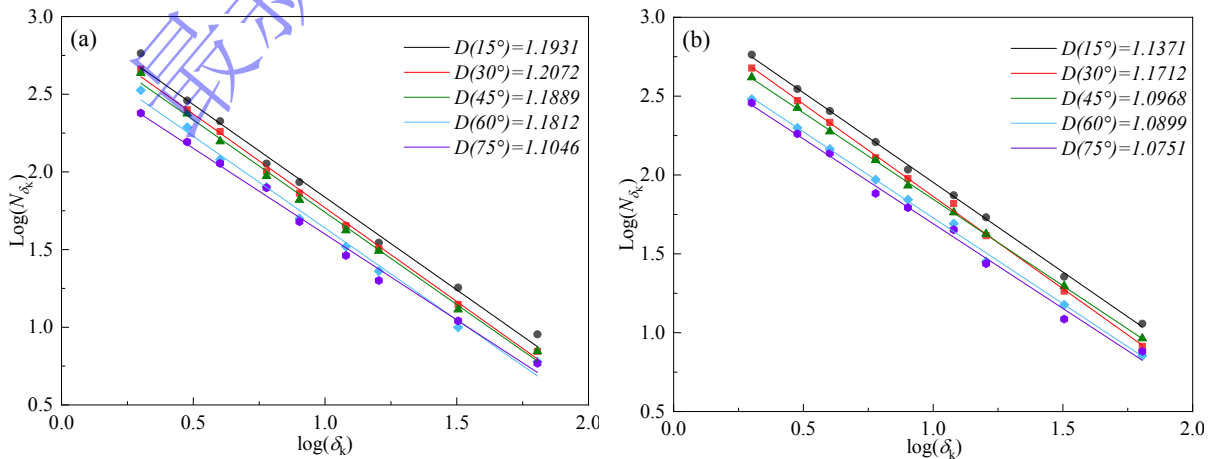 (a)
3.0
2.5
2.0
1.5
1.0
0.5
0.0
0.5
1.0
1.5
2.0
Log(N_δk)
log(δk)
D(15°)=1.1931
D(30°)=1.2072
D(45°)=1.1889
D(60°)=1.1812
D(75°)=1.1046
(b)
3.0
2.5
2.0
1.5
1.0
0.5
0.0
0.5
1.0
1.5
2.0
Log(N_δk)
log(δk)
D(15°)=1.1371
D(30°)=1.1712
D(45°)=1.0968
D(60°)=1.0899
D(75°)=1.0751